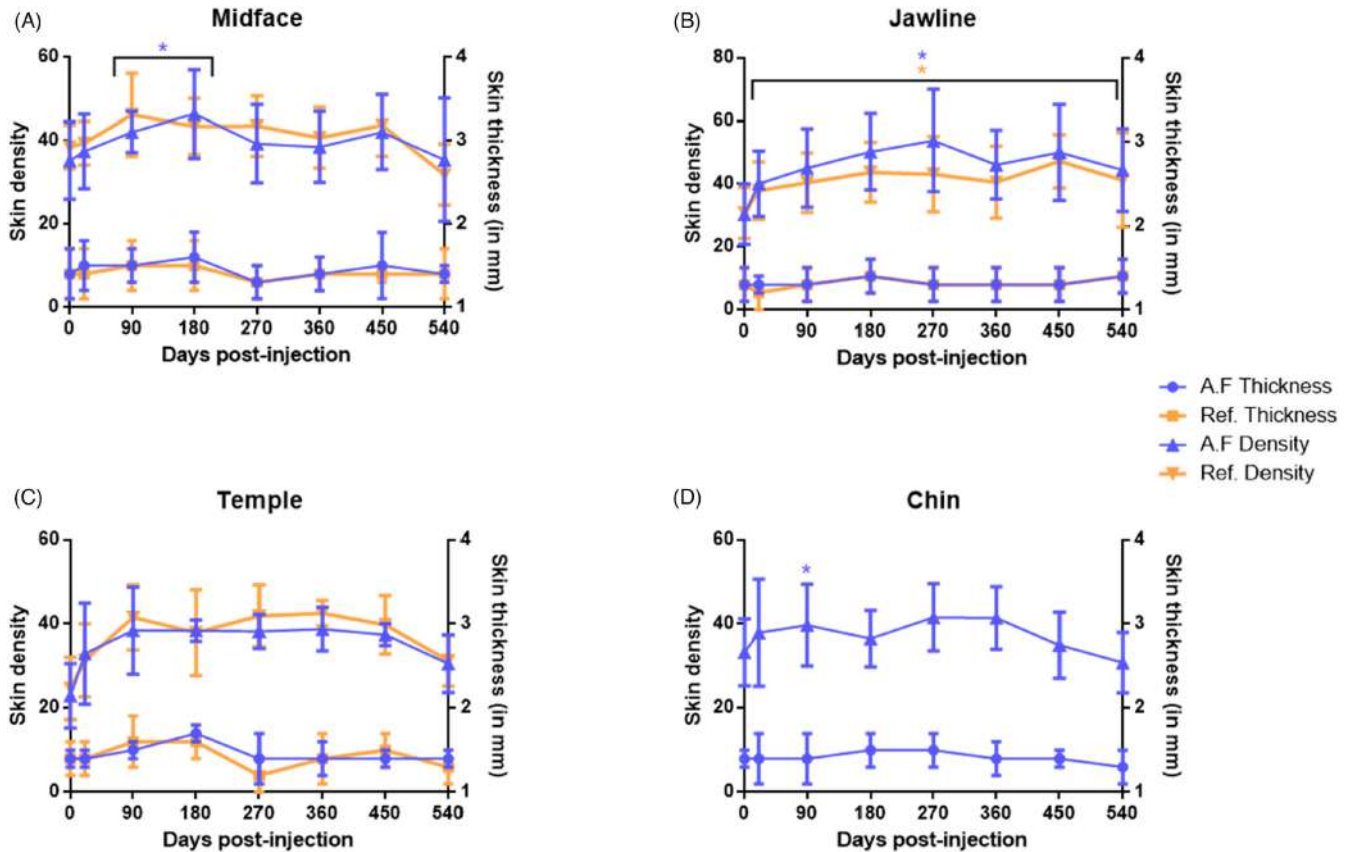 (A)
Midface
*
60
40
20
0
Skin density
4
3
2
1
Skin thickness (in mm)
0 90 180 270 360 450 540
Days post-injection
(B)
Jawline
*
*
80
60
40
20
0
Skin density
4
3
2
1
Skin thickness (in mm)
0 90 180 270 360 450 540
Days post-injection
A.F Thickness
Ref. Thickness
A.F Density
Ref. Density
(C)
Temple
60
40
20
0
Skin density
4
3
2
1
Skin thickness (in mm)
0 90 180 270 360 450 540
Days post-injection
(D)
Chin
*
60
40
20
0
Skin density
4
3
2
1
Skin thickness (in mm)
0 90 180 270 360 450 540
Days post-injection